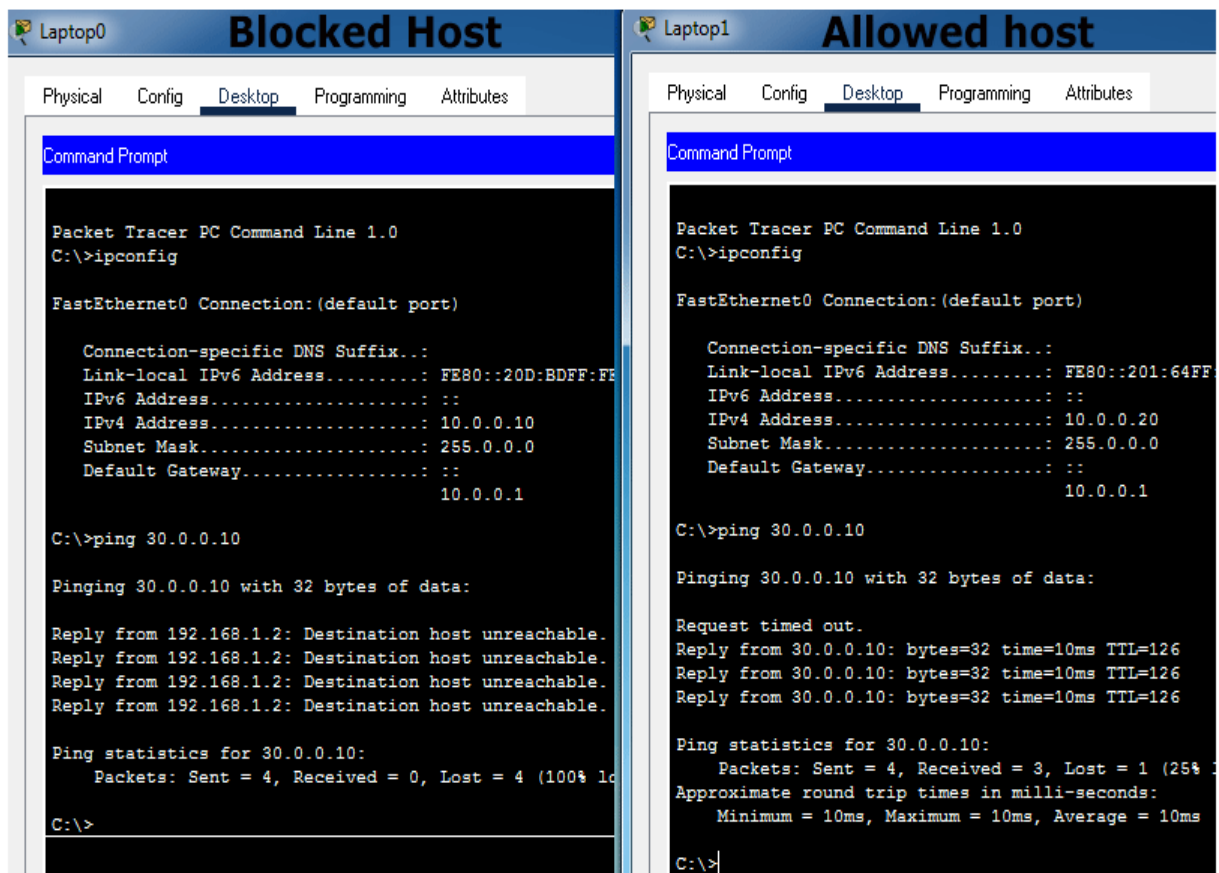 Laptop0 Blocked Host
Physical Config Desktop Programming Attributes
Command Prompt
Packet Tracer PC Command Line 1.0
C:\>ipconfig
FastEthernet0 Connection:(default port)
Connection-specific DNS Suffix..:
Link-local IPv6 Address.........: FE80::20D:BDFF:FE
IPv6 Address....................: ::
IPv4 Address....................: 10.0.0.10
Subnet Mask.....................: 255.0.0.0
Default Gateway.................: ::
10.0.0.1
C:\>ping 30.0.0.10
Pinging 30.0.0.10 with 32 bytes of data:
Reply from 192.168.1.2: Destination host unreachable.
Reply from 192.168.1.2: Destination host unreachable.
Reply from 192.168.1.2: Destination host unreachable.
Reply from 192.168.1.2: Destination host unreachable.
Ping statistics for 30.0.0.10:
Packets: Sent = 4, Received = 0, Lost = 4 (100% lo
C:\>
Laptop1 Allowed host
Physical Config Desktop Programming Attributes
Command Prompt
Packet Tracer PC Command Line 1.0
C:\>ipconfig
FastEthernet0 Connection:(default port)
Connection-specific DNS Suffix..:
Link-local IPv6 Address.........: FE80::201:64FF:
IPv6 Address....................: ::
IPv4 Address....................: 10.0.0.20
Subnet Mask.....................: 255.0.0.0
Default Gateway.................: ::
10.0.0.1
C:\>ping 30.0.0.10
Pinging 30.0.0.10 with 32 bytes of data:
Request timed out.
Reply from 30.0.0.10: bytes=32 time=10ms TTL=126
Reply from 30.0.0.10: bytes=32 time=10ms TTL=126
Reply from 30.0.0.10: bytes=32 time=10ms TTL=126
Ping statistics for 30.0.0.10:
Packets: Sent = 4, Received = 3, Lost = 1 (25%
Approximate round trip times in milli-seconds:
Minimum = 10ms, Maximum = 10ms, Average = 10ms
C:\>